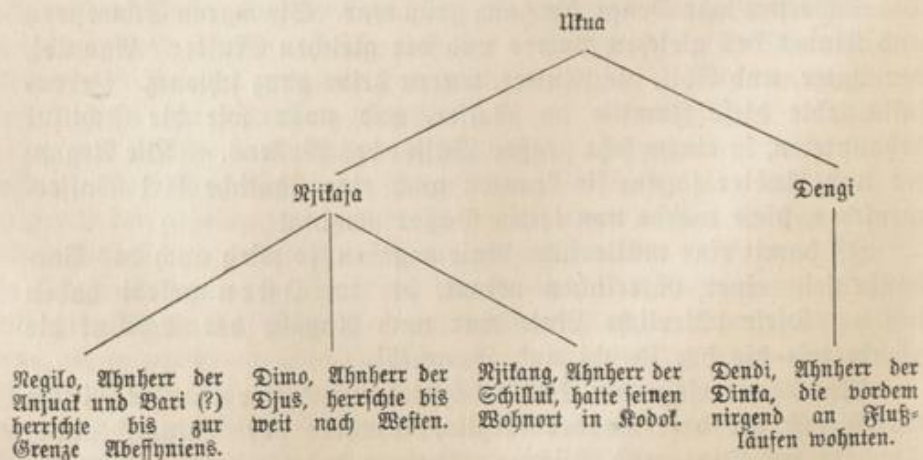 Ukua
Njikaja
Dengi
Negilo, Ahnherr der
Anjuak und Bari (?)
herrschte bis zur
Grenze Abessyniens.
Dimo, Ahnherr der
Djus, herrschte bis
weit nach Westen.
Njikang, Ahnherr der
Schilluk, hatte seinen
Wohnort in Kodok.
Dendi, Ahnherr der
Dinka, die vordem
nirgend an Fluß-
läufen wohnten.